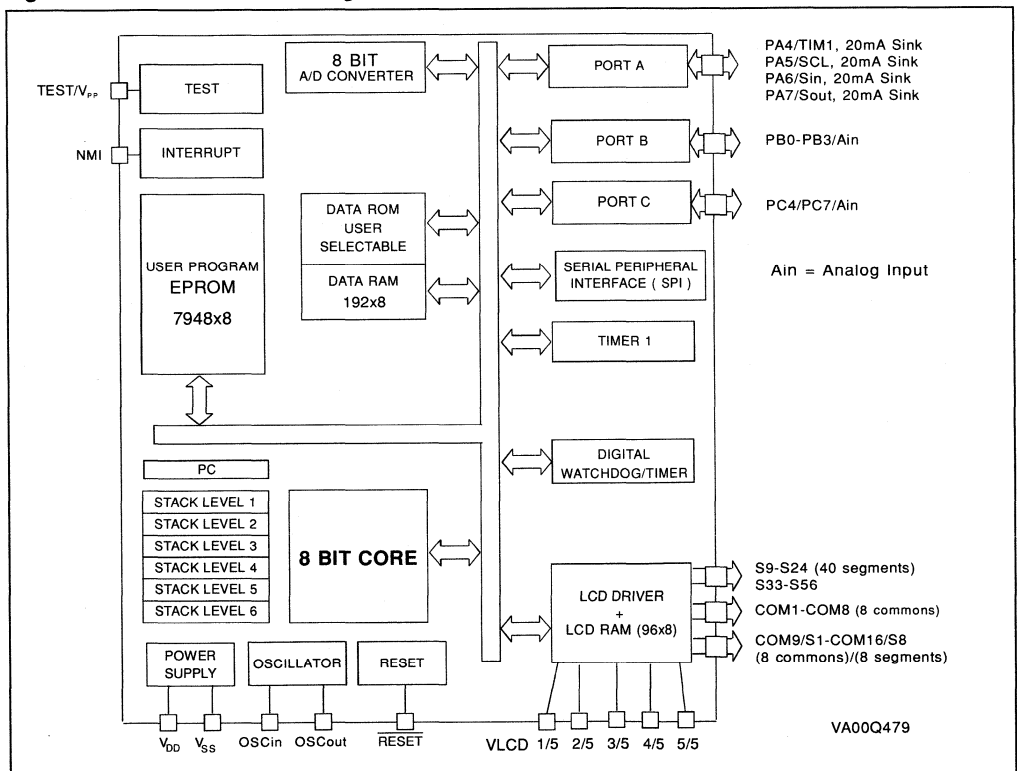 8 BIT
A/D CONVERTER
PORT A
PA4/TIM1, 20mA Sink
PA5/SCL, 20mA Sink
PA6/Sin, 20mA Sink
PA7/Sout, 20mA Sink
TEST/VPP
TEST
NMI
INTERRUPT
PORT B
PB0-PB3/Ain
PORT C
PC4/PC7/Ain
DATA ROM
USER
SELECTABLE
DATA RAM
192x8
USER PROGRAM
EPROM
7948x8
SERIAL PERIPHERAL
INTERFACE ( SPI )
Ain = Analog Input
TIMER 1
DIGITAL
WATCHDOG/TIMER
PC
STACK LEVEL 1
STACK LEVEL 2
STACK LEVEL 3
STACK LEVEL 4
STACK LEVEL 5
STACK LEVEL 6
8 BIT CORE
LCD DRIVER
+
LCD RAM (96x8)
S9-S24 (40 segments)
S33-S56
COM1-COM8 (8 commons)
COM9/S1-COM16/S8
(8 commons)/(8 segments)
POWER
SUPPLY
OSCILLATOR
RESET
VDD VSS OSCin OSCout RESET VLCD 1/5 2/5 3/5 4/5 5/5
VA00Q479